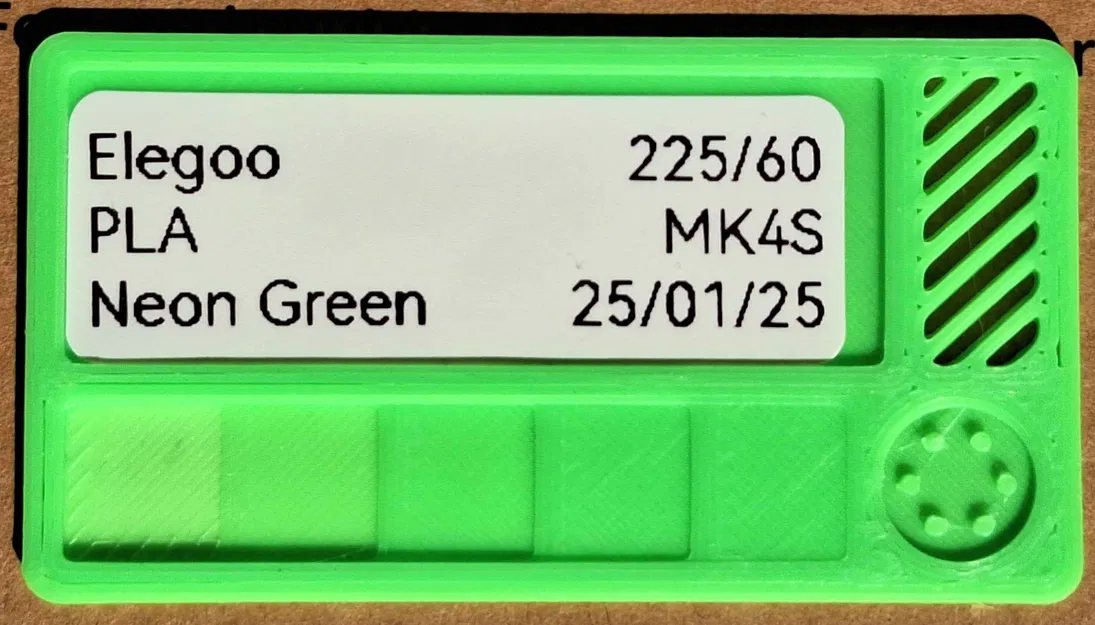 Elegoo 225/60
PLA MK4S
Neon Green 25/01/25